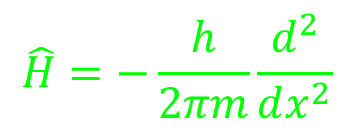 Ĥ = − h/(2πm) d²/dx²